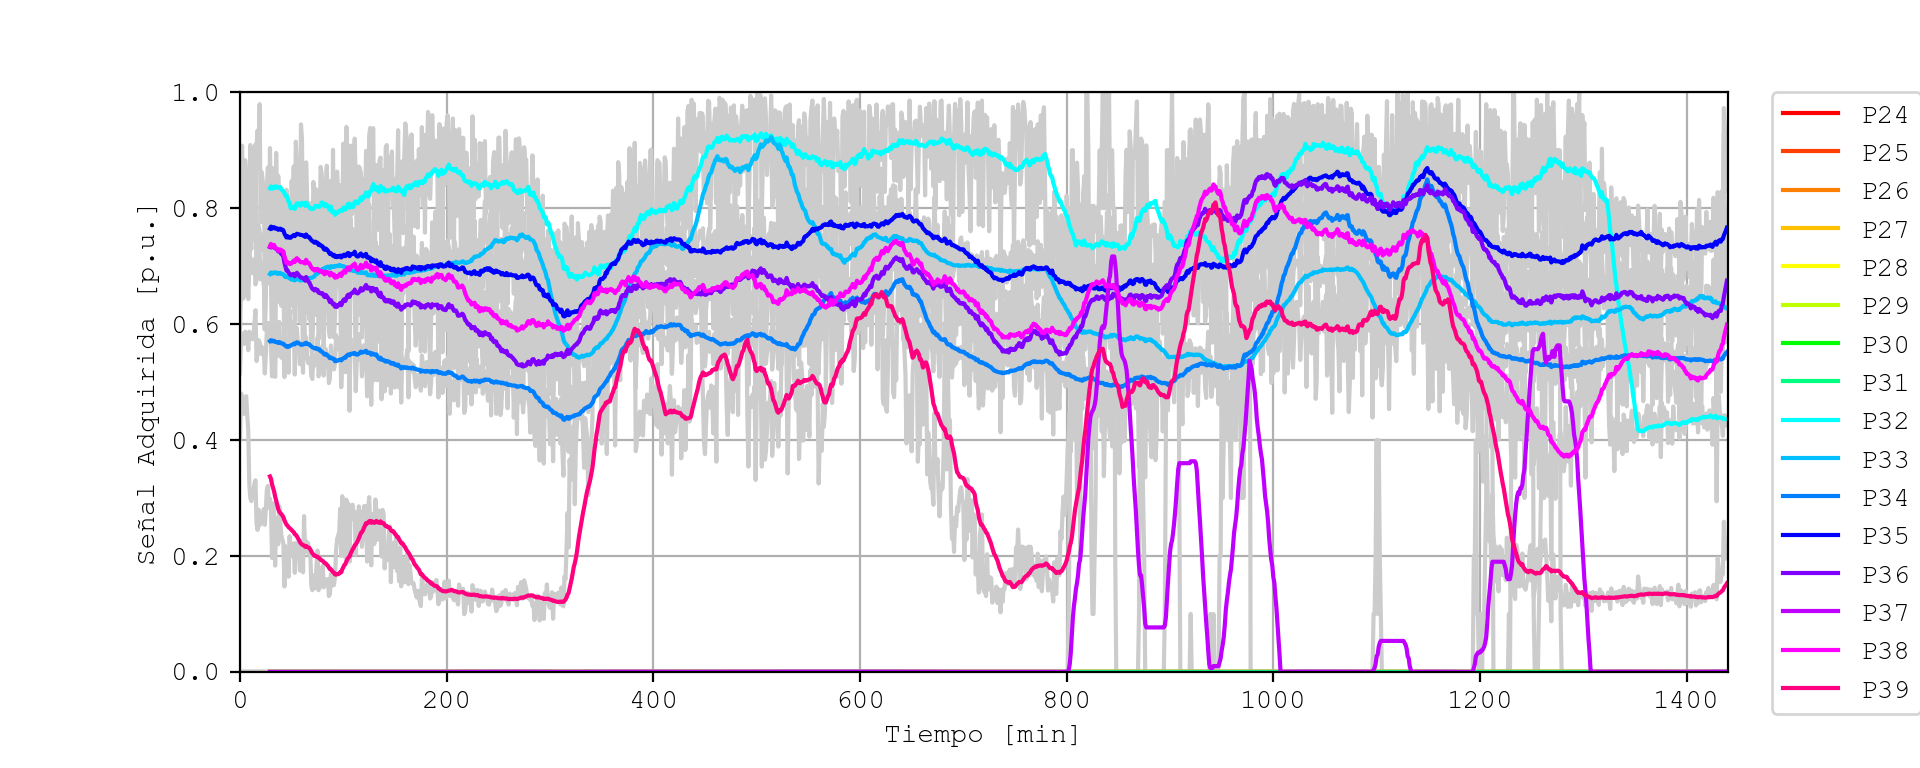 1.0
0.8
0.6
0.4
0.2
0.0
Señal Adquirida [p.u.]
0 200 400 600 800 1000 1200 1400
Tiempo [min]
P24
P25
P26
P27
P28
P29
P30
P31
P32
P33
P34
P35
P36
P37
P38
P39